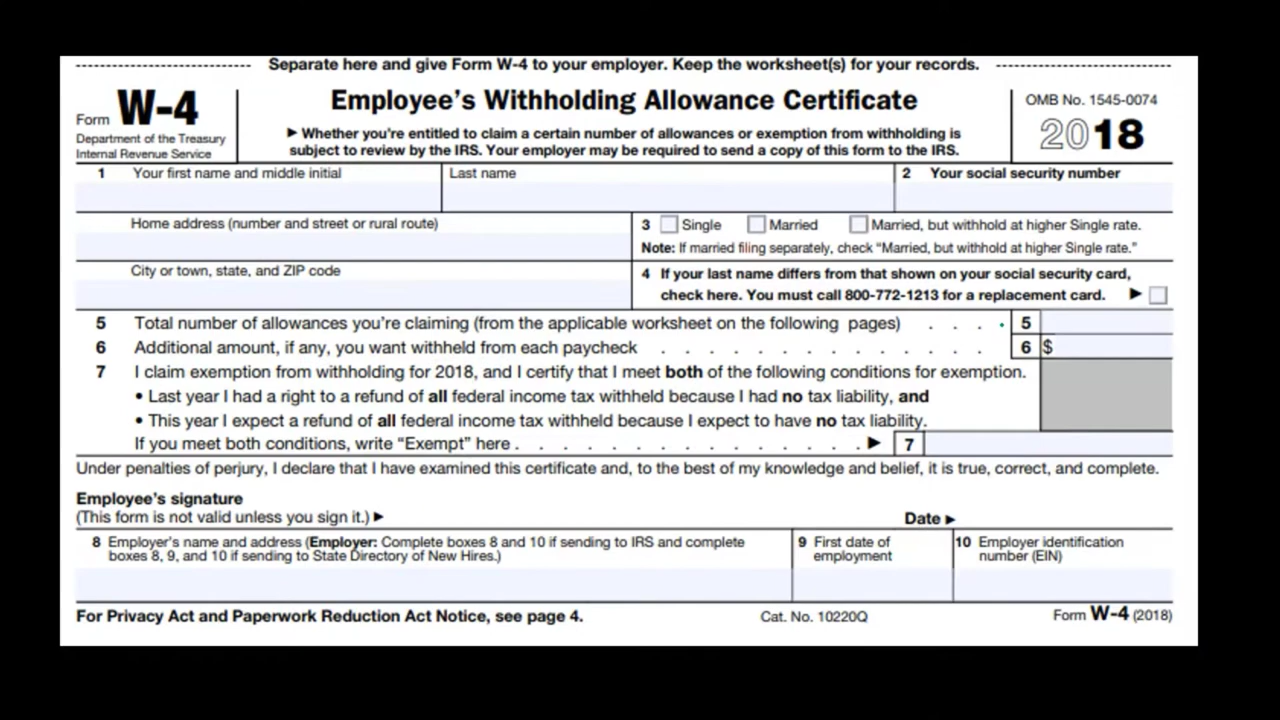 Separate here and give Form W-4 to your employer. Keep the worksheet(s) for your records.
Form W-4
Department of the Treasury
Internal Revenue Service
Employee's Withholding Allowance Certificate
▶ Whether you're entitled to claim a certain number of allowances or exemption from withholding is
subject to review by the IRS. Your employer may be required to send a copy of this form to the IRS.
OMB No. 1545-0074
2018
1 Your first name and middle initial
Last name
2 Your social security number
Home address (number and street or rural route)
3 Single Married Married, but withhold at higher Single rate.
Note: If married filing separately, check “Married, but withhold at higher Single rate.”
City or town, state, and ZIP code
4 If your last name differs from that shown on your social security card,
check here. You must call 800-772-1213 for a replacement card. ▶
5 Total number of allowances you're claiming (from the applicable worksheet on the following pages) . . . . 5
6 Additional amount, if any, you want withheld from each paycheck . . . . . . . . . . . . . . 6 $
7 I claim exemption from withholding for 2018, and I certify that I meet both of the following conditions for exemption.
• Last year I had a right to a refund of all federal income tax withheld because I had no tax liability, and
• This year I expect a refund of all federal income tax withheld because I expect to have no tax liability.
If you meet both conditions, write “Exempt” here . . . . . . . . . . . . . . . ▶ 7
Under penalties of perjury, I declare that I have examined this certificate and, to the best of my knowledge and belief, it is true, correct, and complete.
Employee's signature
(This form is not valid unless you sign it.) ▶
Date ▶
8 Employer's name and address (Employer: Complete boxes 8 and 10 if sending to IRS and complete
boxes 8, 9, and 10 if sending to State Directory of New Hires.)
9 First date of
employment
10 Employer identification
number (EIN)
For Privacy Act and Paperwork Reduction Act Notice, see page 4.
Cat. No. 10220Q
Form W-4 (2018)